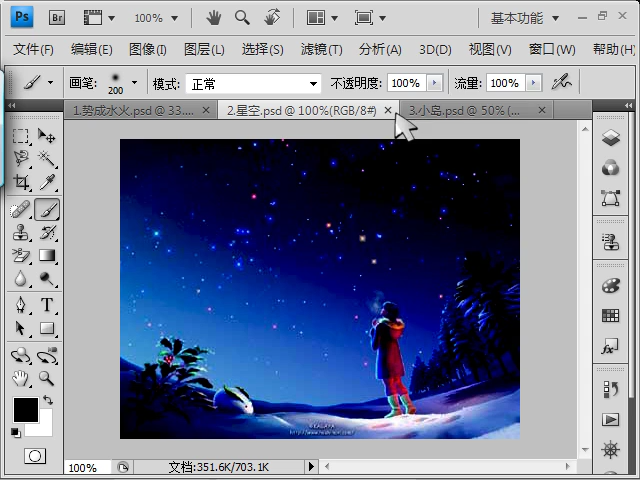 Ps Br 100% 基本功能
文件(F) 编辑(E) 图像(I) 图层(L) 选择(S) 滤镜(T) 分析(A) 3D(D) 视图(V) 窗口(W) 帮助(H)
画笔: 200 模式: 正常 不透明度: 100% 流量: 100%
1.势成水火.psd @ 33.... 2.星空.psd @ 100%(RGB/8#) 3.小岛.psd @ 50% (...
T
fx
100% 文档:351.6K/703.1K